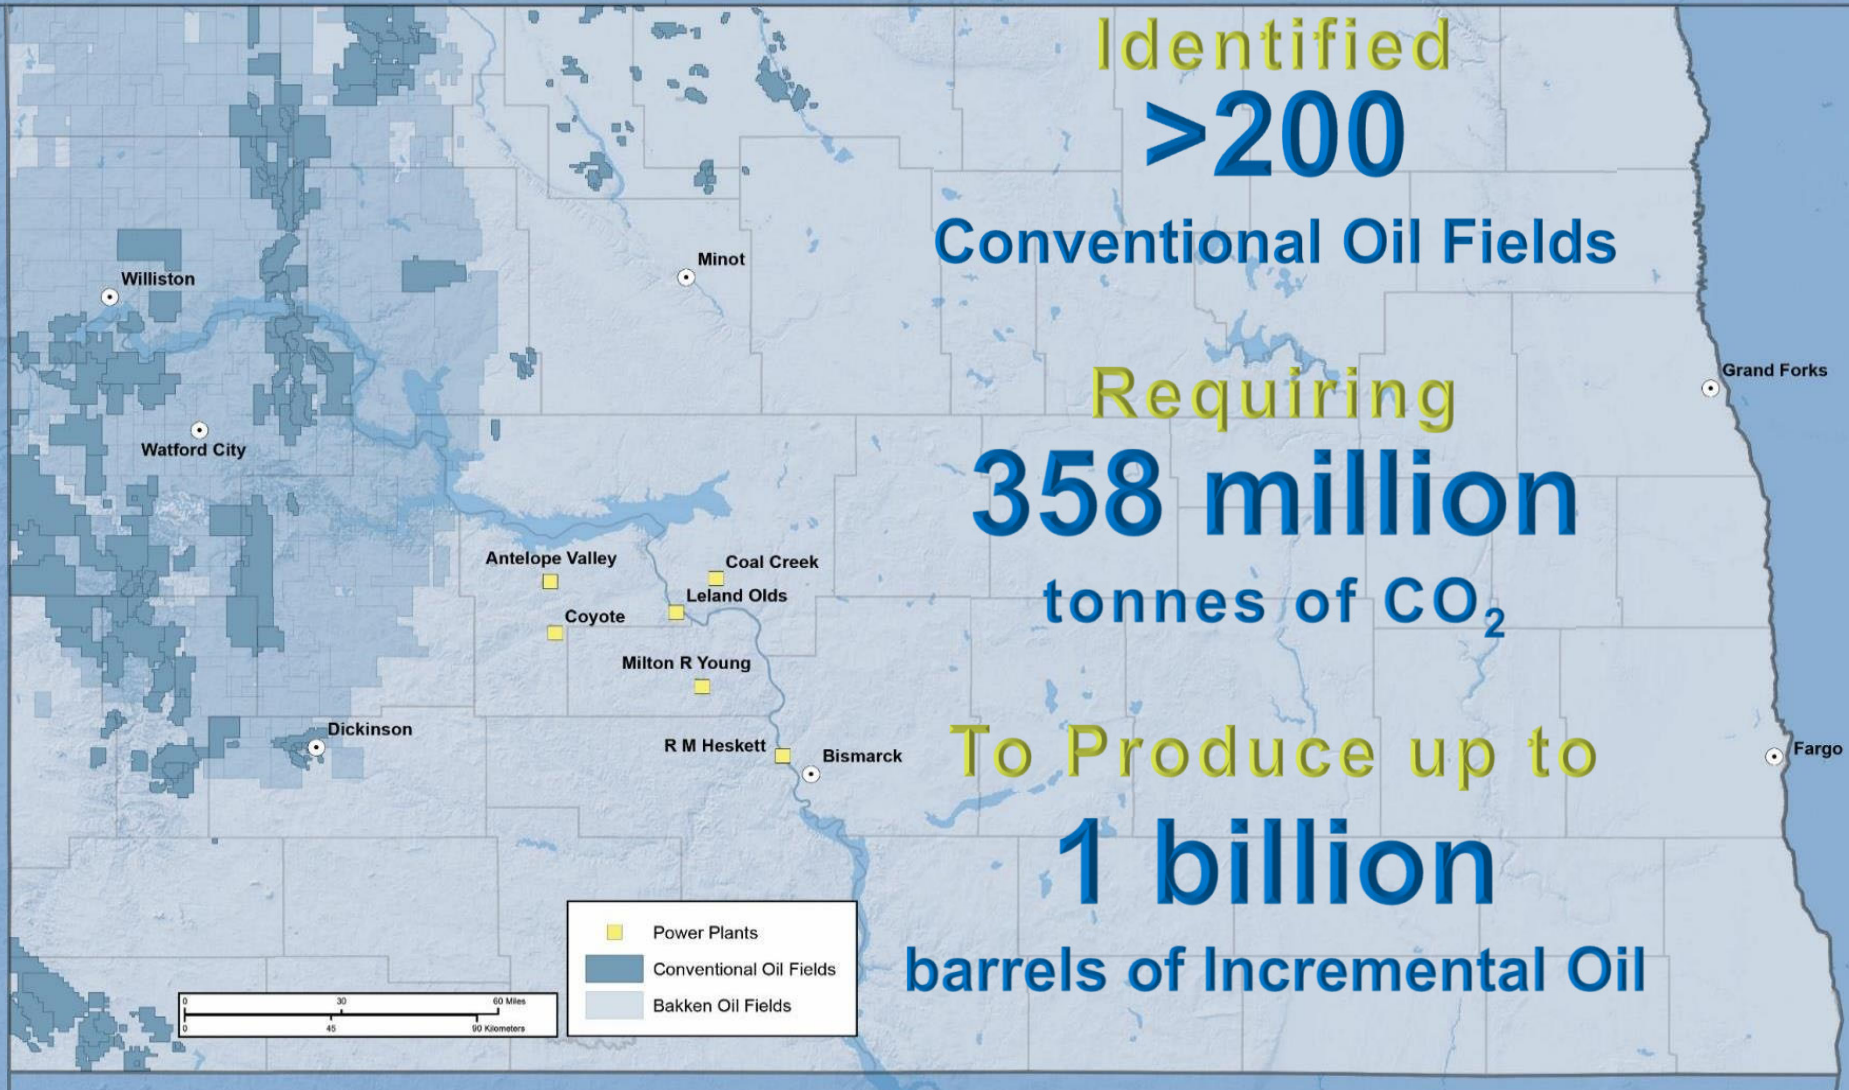 Identified
>200
Conventional Oil Fields
Requiring
358 million
tonnes of CO₂
To Produce up to
1 billion
barrels of Incremental Oil
Williston
Minot
Watford City
Grand Forks
Antelope Valley
Coal Creek
Leland Olds
Coyote
Milton R Young
Dickinson
R M Heskett
Bismarck
Fargo
Power Plants
Conventional Oil Fields
Bakken Oil Fields
0 30 60 Miles
0 45 90 Kilometers